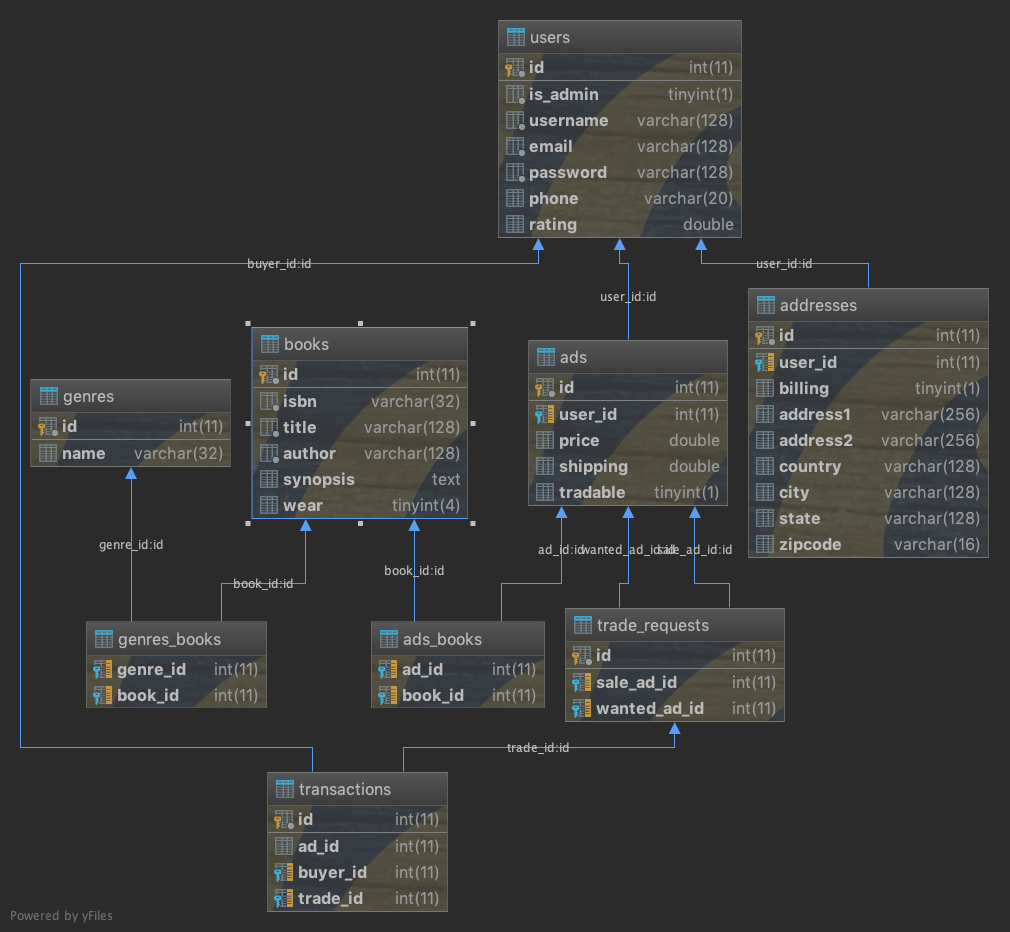 users
id int(11)
is_admin tinyint(1)
username varchar(128)
email varchar(128)
password varchar(128)
phone varchar(20)
rating double
buyer_id:id
user_id:id
user_id:id
addresses
id int(11)
user_id int(11)
billing tinyint(1)
address1 varchar(256)
address2 varchar(256)
country varchar(128)
city varchar(128)
state varchar(128)
zipcode varchar(16)
books
id int(11)
isbn varchar(32)
title varchar(128)
author varchar(128)
synopsis text
wear tinyint(4)
ads
id int(11)
user_id int(11)
price double
shipping double
tradable tinyint(1)
genres
id int(11)
name varchar(32)
genre_id:id
book_id:id
book_id:id
ad_id:id
wanted_ad_id:id
sale_ad_id:id
genres_books
genre_id int(11)
book_id int(11)
ads_books
ad_id int(11)
book_id int(11)
trade_requests
id int(11)
sale_ad_id int(11)
wanted_ad_id int(11)
trade_id:id
transactions
id int(11)
ad_id int(11)
buyer_id int(11)
trade_id int(11)
Powered by yFiles